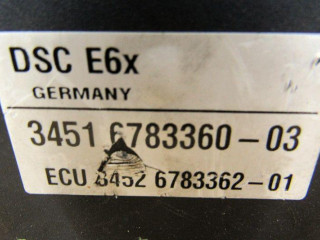 DSC E6x
GERMANY
3451 6783360-03
ECU 3452 6783362-01